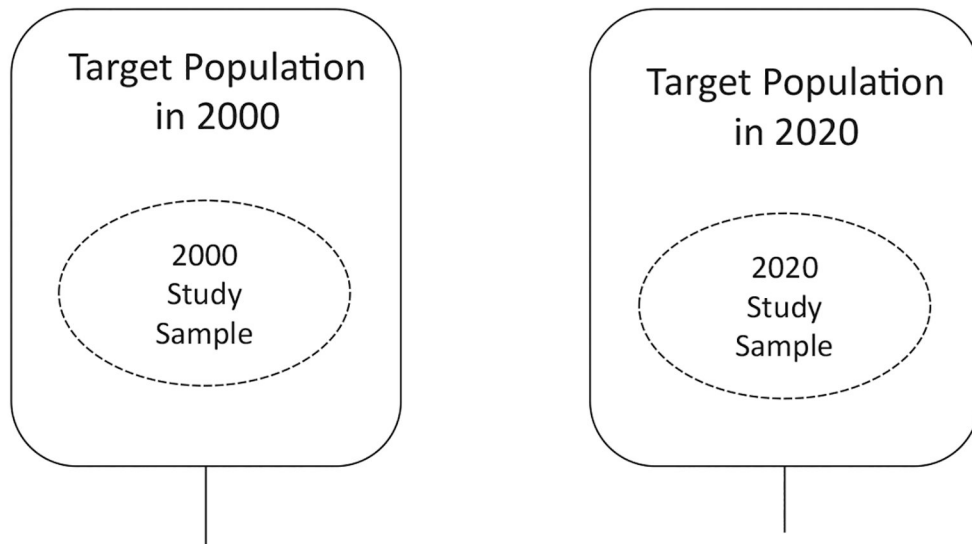 Target Population
in 2000
2000
Study
Sample
Target Population
in 2020
2020
Study
Sample